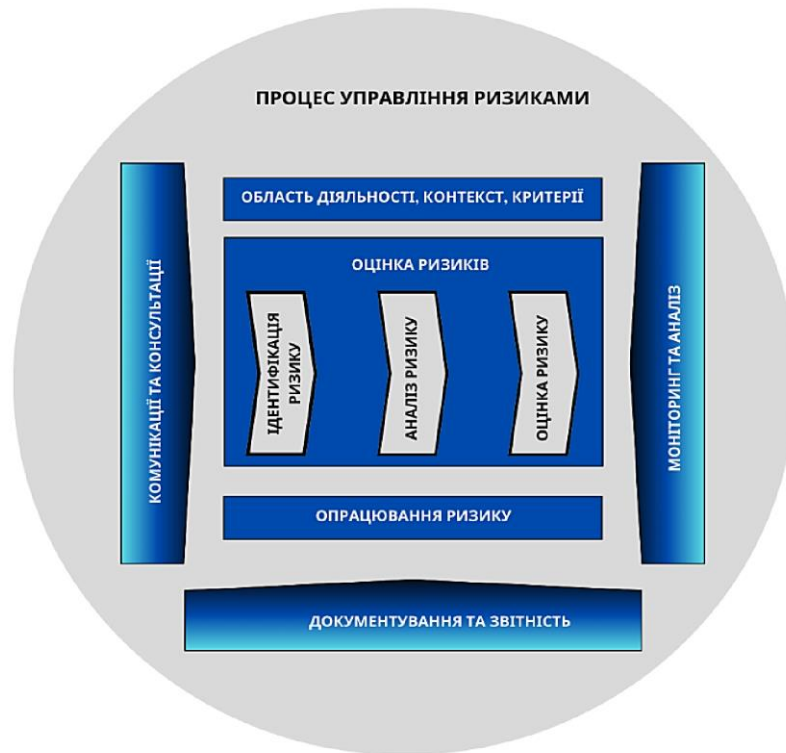 ПРОЦЕС УПРАВЛІННЯ РИЗИКАМИ
КОМУНІКАЦІЇ ТА КОНСУЛЬТАЦІЇ
ОБЛАСТЬ ДІЯЛЬНОСТІ, КОНТЕКСТ, КРИТЕРІЇ
ОЦІНКА РИЗИКІВ
ІДЕНТИФІКАЦІЯ
РИЗИКУ
АНАЛІЗ РИЗИКУ
ОЦІНКА РИЗИКУ
ОПРАЦЮВАННЯ РИЗИКУ
МОНІТОРИНГ ТА АНАЛІЗ
ДОКУМЕНТУВАННЯ ТА ЗВІТНІСТЬ